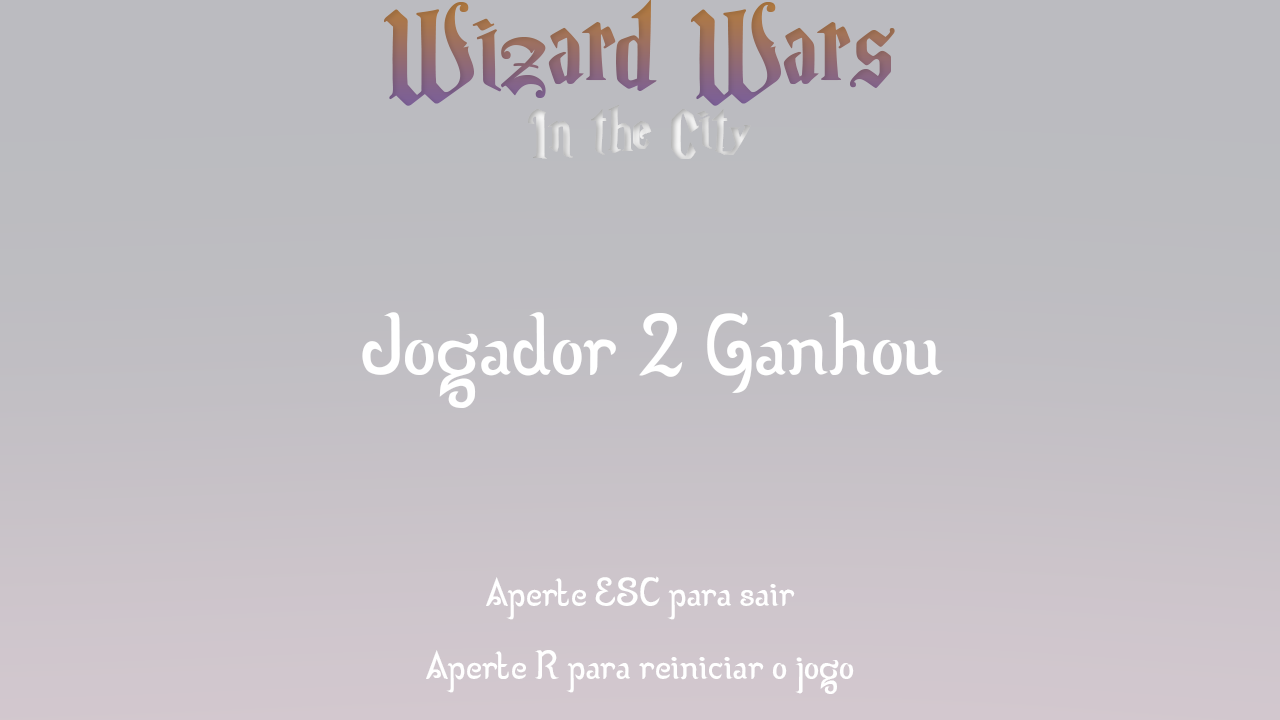 Wizard Wars
In the City
Jogador 2 Ganhou
Aperte ESC para sair
Aperte R para reiniciar o jogo